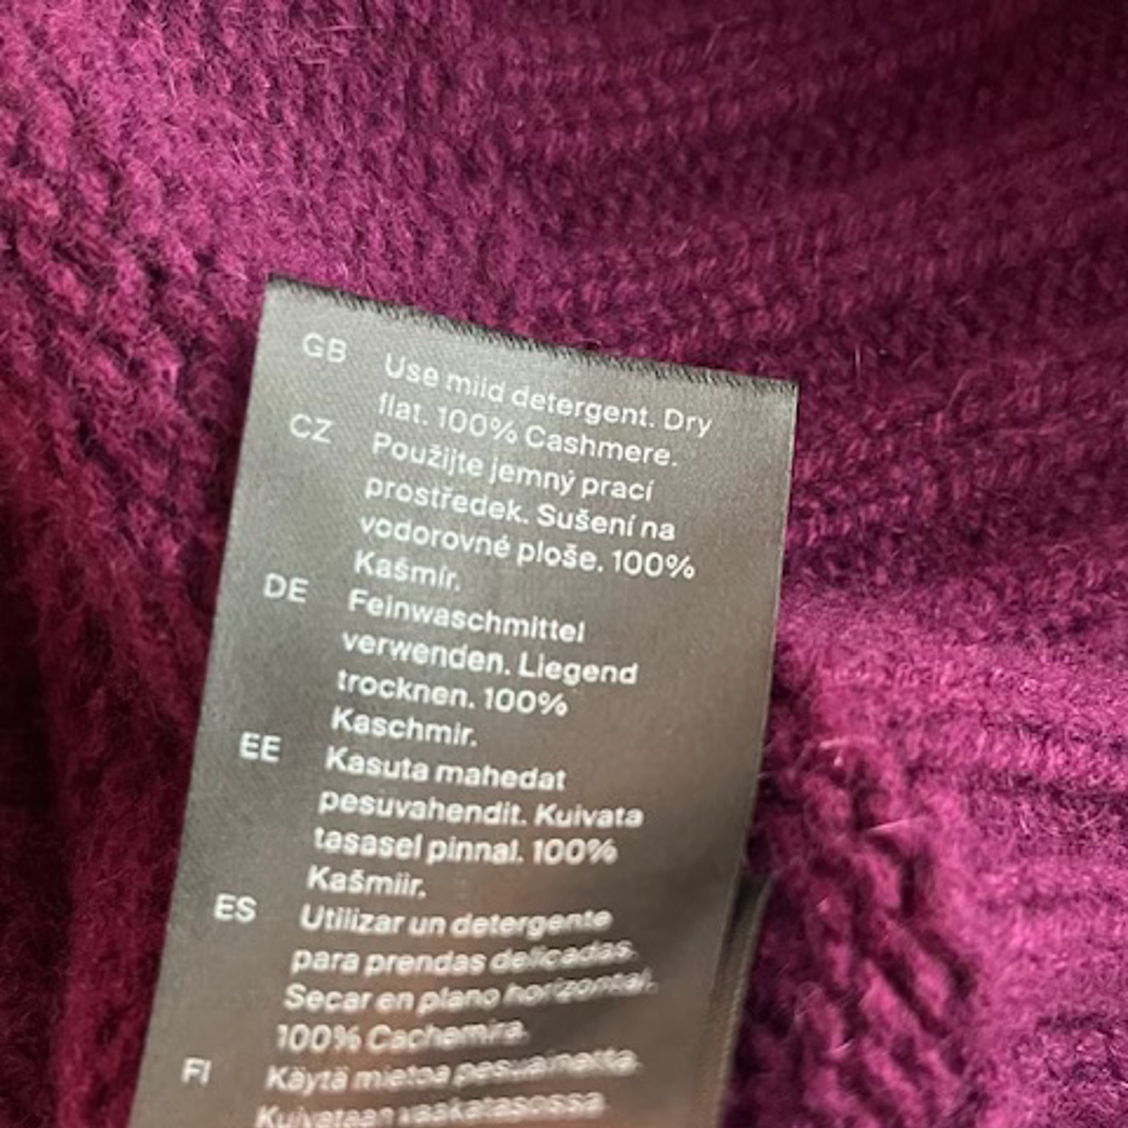 GB Use mild detergent. Dry
flat. 100% Cashmere.
CZ Použijte jemný prací
prostředek. Sušení na
vodorovné ploše. 100%
Kašmír.
DE Feinwaschmittel
verwenden. Liegend
trocknen. 100%
Kaschmir.
EE Kasuta mahedat
pesuvahendit. Kuivata
tasasel pinnal. 100%
Kašmiir.
ES Utilizar un detergente
para prendas delicadas.
Secar en plano horizontal.
100% Cachemira.
FI Käytä mietoa pesuainetta.
Kuivataan vaakatasossa